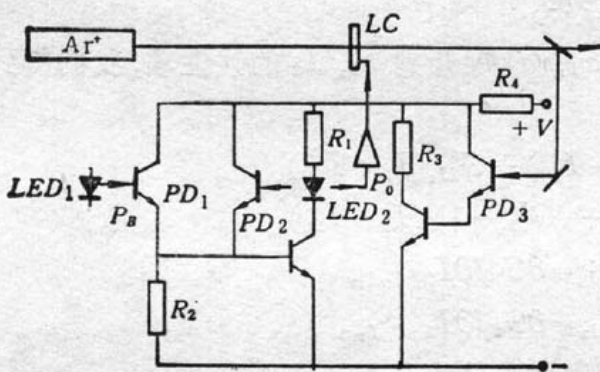 Ar⁺
LC
R₄
+ V
R₁
R₃
LED₁
P_B
PD₁
PD₂
LED₂
P₀
PD₃
R₂
−